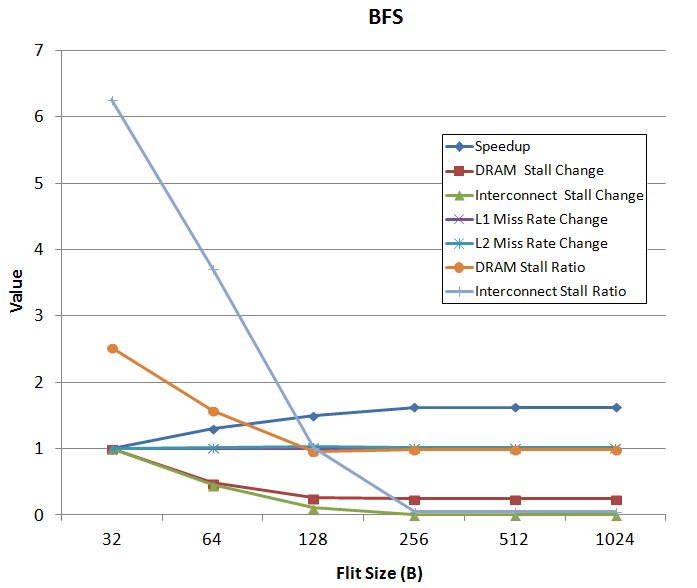 BFS
7
6
5
4
3
2
1
0
Value
Speedup
DRAM  Stall Change
Interconnect  Stall Change
L1 Miss Rate Change
L2 Miss Rate Change
DRAM Stall Ratio
Interconnect Stall Ratio
32 64 128 256 512 1024
Flit Size (B)